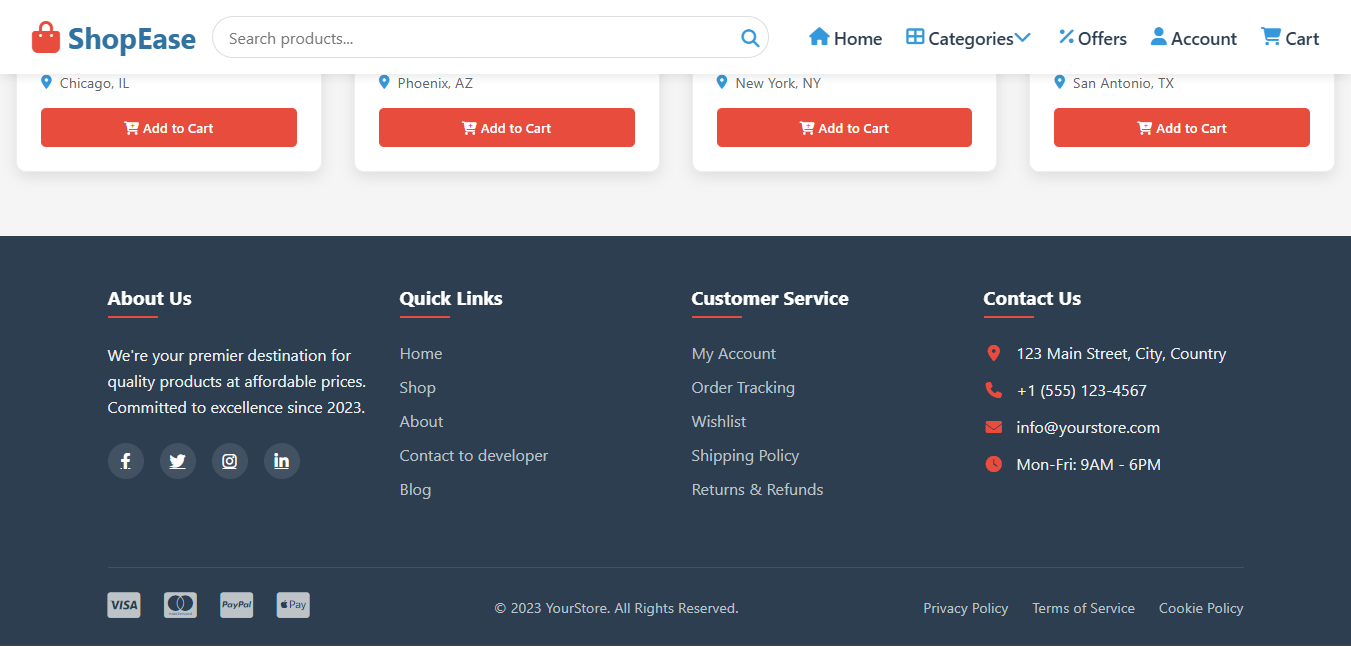 ShopEase
Search products...
Home
Categories
Offers
Account
Cart
Chicago, IL
Phoenix, AZ
New York, NY
San Antonio, TX
Add to Cart
Add to Cart
Add to Cart
Add to Cart
About Us
We're your premier destination for
quality products at affordable prices.
Committed to excellence since 2023.
Quick Links
Home
Shop
About
Contact to developer
Blog
Customer Service
My Account
Order Tracking
Wishlist
Shipping Policy
Returns & Refunds
Contact Us
123 Main Street, City, Country
+1 (555) 123-4567
info@yourstore.com
Mon-Fri: 9AM - 6PM
VISA
mastercard
PayPal
Pay
© 2023 YourStore. All Rights Reserved.
Privacy Policy
Terms of Service
Cookie Policy